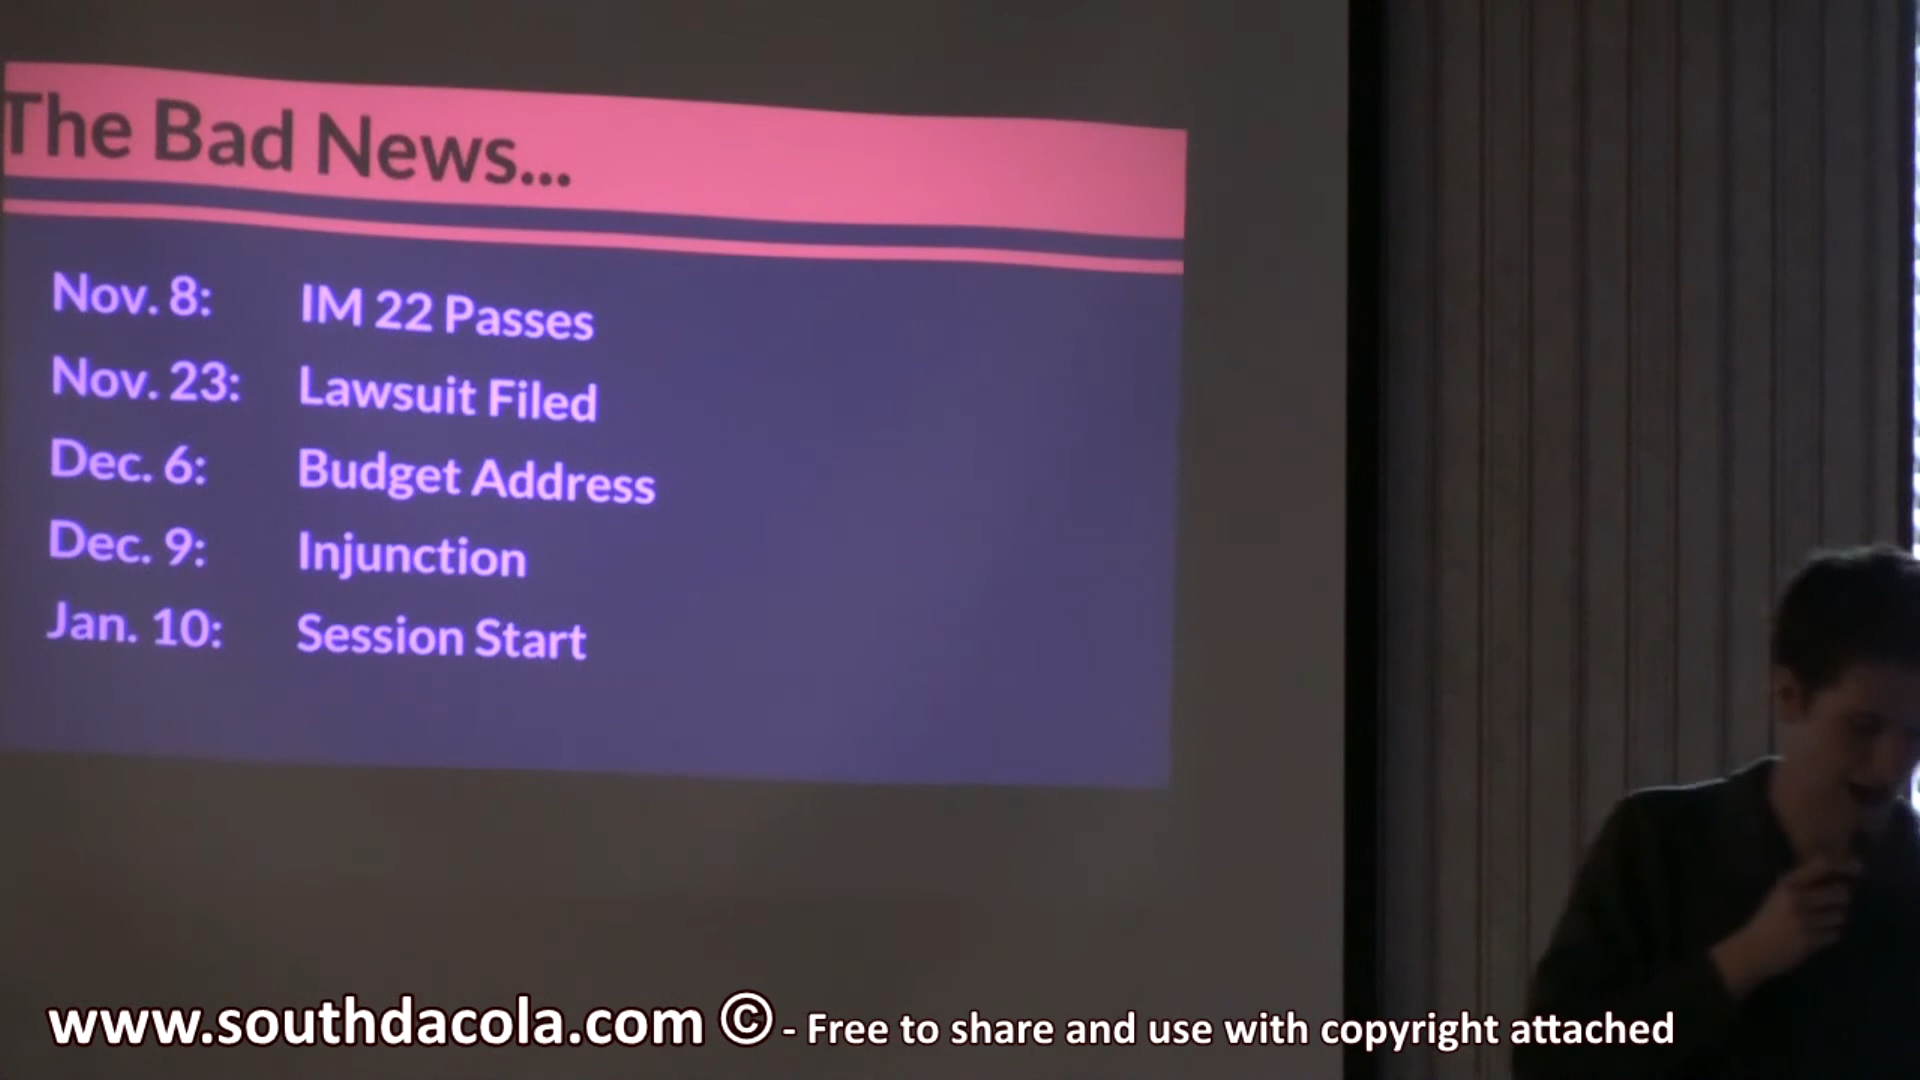 The Bad News...
Nov. 8: IM 22 Passes
Nov. 23: Lawsuit Filed
Dec. 6: Budget Address
Dec. 9: Injunction
Jan. 10: Session Start
www.southdacola.com © - Free to share and use with copyright attached